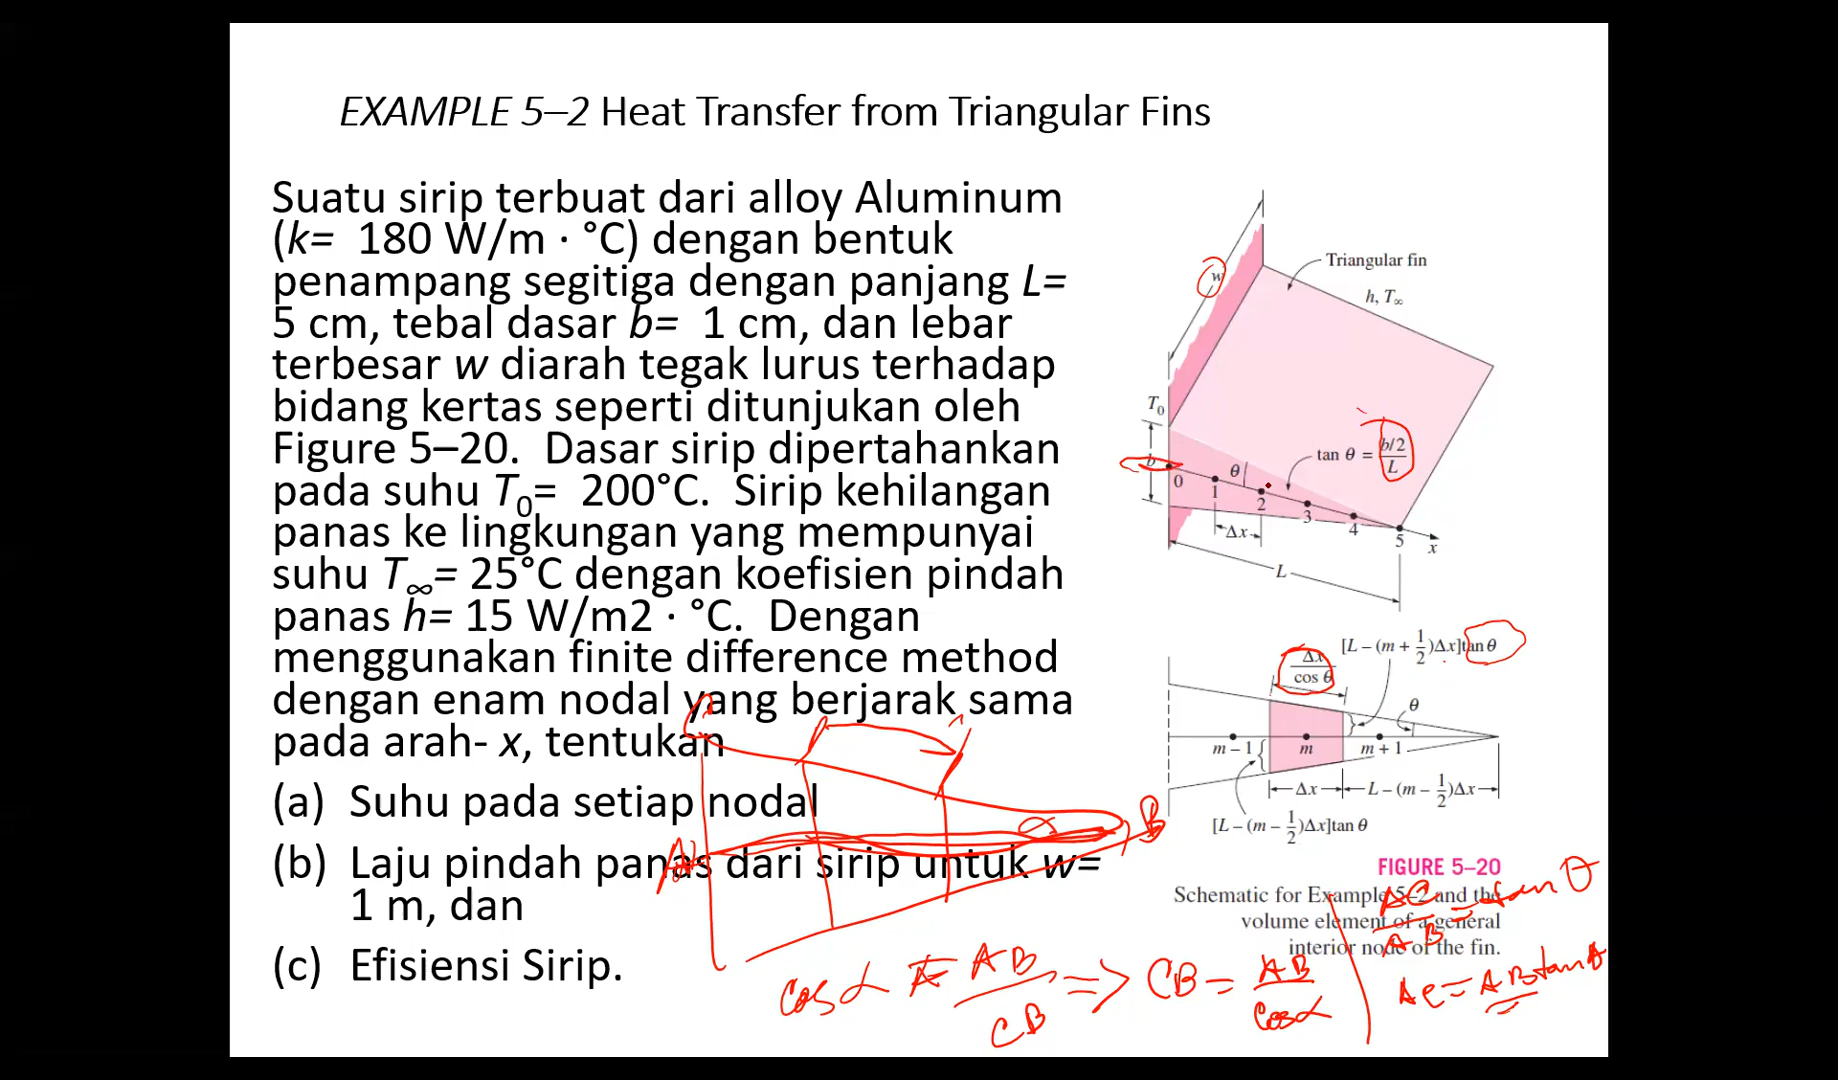 EXAMPLE 5–2 Heat Transfer from Triangular Fins
Suatu sirip terbuat dari alloy Aluminum
(k= 180 W/m · °C) dengan bentuk
penampang segitiga dengan panjang L=
5 cm, tebal dasar b= 1 cm, dan lebar
terbesar w diarah tegak lurus terhadap
bidang kertas seperti ditunjukan oleh
Figure 5–20. Dasar sirip dipertahankan
pada suhu T₀= 200°C. Sirip kehilangan
panas ke lingkungan yang mempunyai
suhu T∞= 25°C dengan koefisien pindah
panas h= 15 W/m2 · °C. Dengan
menggunakan finite difference method
dengan enam nodal yang berjarak sama
pada arah- x, tentukan
(a) Suhu pada setiap nodal
(b) Laju pindah panas dari sirip untuk w=
1 m, dan
(c) Efisiensi Sirip.
w
Triangular fin
h, T∞
T₀
b
θ
tan θ = b/2 / L
0
1
2
3
4
5
x
Δx
L
[L – (m + 1/2)Δx]tan θ
Δx / cos θ
θ
m – 1
m
m + 1
Δx
L – (m – 1/2)Δx
[L – (m – 1/2)Δx]tan θ
FIGURE 5–20
Schematic for Example 5–2 and the
volume element of a general
interior node of the fin.
C
A
B
α
cos α = AB / CB ⇒ CB = AB / cos α
AC / AB = tan θ
AC = AB tan θ